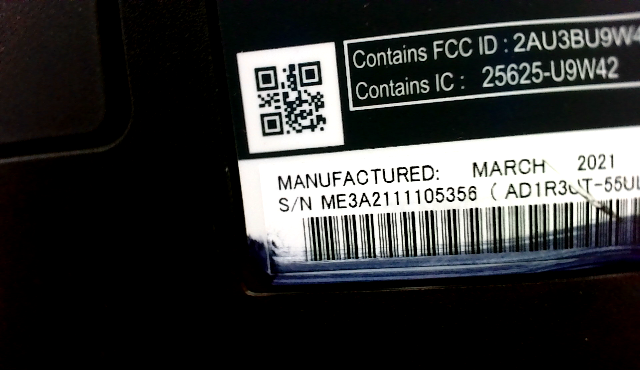 Contains FCC ID : 2AU3BU9W4
Contains IC : 25625-U9W42
MANUFACTURED: MARCH 2021
S/N ME3A2111105356 (